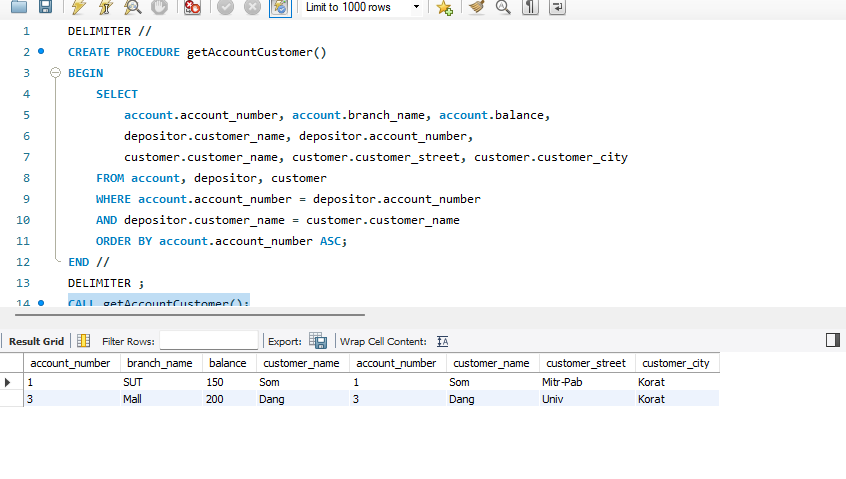 Limit to 1000 rows
1 DELIMITER //
2 CREATE PROCEDURE getAccountCustomer()
3 BEGIN
4 SELECT
5 account.account_number, account.branch_name, account.balance,
6 depositor.customer_name, depositor.account_number,
7 customer.customer_name, customer.customer_street, customer.customer_city
8 FROM account, depositor, customer
9 WHERE account.account_number = depositor.account_number
10 AND depositor.customer_name = customer.customer_name
11 ORDER BY account.account_number ASC;
12 END //
13 DELIMITER ;
14 CALL getAccountCustomer();
Result Grid Filter Rows: Export: Wrap Cell Content: IA
account_number branch_name balance customer_name account_number customer_name customer_street customer_city
1 SUT 150 Som 1 Som Mitr-Pab Korat
3 Mall 200 Dang 3 Dang Univ Korat